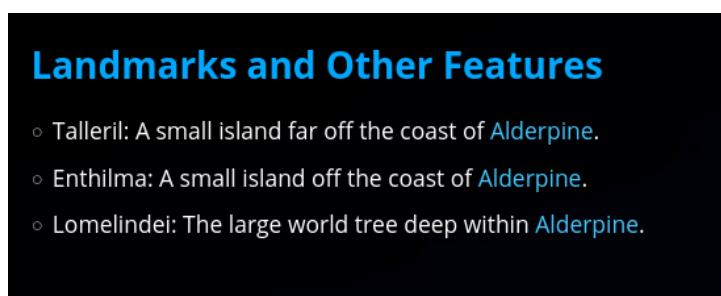 Landmarks and Other Features
Talleril: A small island far off the coast of Alderpine.
Enthilma: A small island off the coast of Alderpine.
Lomelindei: The large world tree deep within Alderpine.